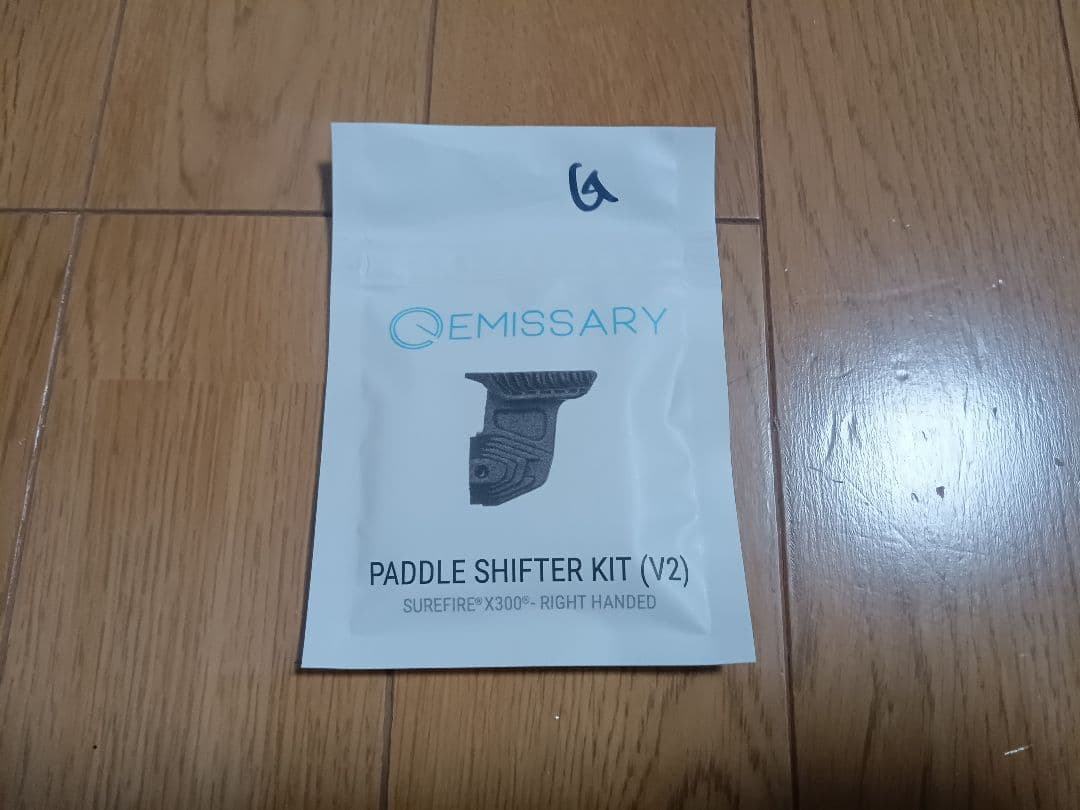 G
EMISSARY
PADDLE SHIFTER KIT (V2)
SUREFIRE® X300® - RIGHT HANDED